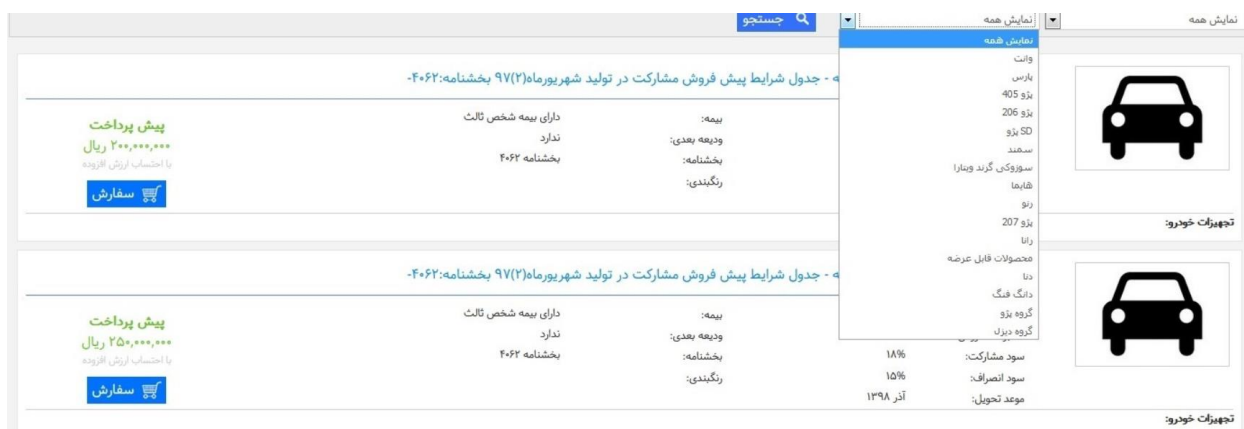 نمایش همه
نمایش همه
جستجو
نمایش همه
وانت
پارس
پژو 405
پژو 206
پژو SD
سمند
سوزوکی گرند ویتارا
هایما
رنو
پژو 207
رانا
محصولات قابل عرضه
دنا
دانگ فنگ
گروه پژو
گروه دیزل
ه - جدول شرایط پیش فروش مشارکت در تولید شهریورماه(۲)۹۷ بخشنامه:۴۰۶۲-
بیمه: دارای بیمه شخص ثالث
ودیعه بعدی: ندارد
بخشنامه: بخشنامه ۴۰۶۲
رنگبندی:
پیش پرداخت
۲۰۰,۰۰۰,۰۰۰ ریال
با احتساب ارزش افزوده
سفارش
تجهیزات خودرو:
ه - جدول شرایط پیش فروش مشارکت در تولید شهریورماه(۲)۹۷ بخشنامه:۴۰۶۲-
سود مشارکت: ۱۸%
سود انصراف: ۱۵%
موعد تحویل: آذر ۱۳۹۸
بیمه: دارای بیمه شخص ثالث
ودیعه بعدی: ندارد
بخشنامه: بخشنامه ۴۰۶۲
رنگبندی:
پیش پرداخت
۲۵۰,۰۰۰,۰۰۰ ریال
با احتساب ارزش افزوده
سفارش
تجهیزات خودرو: